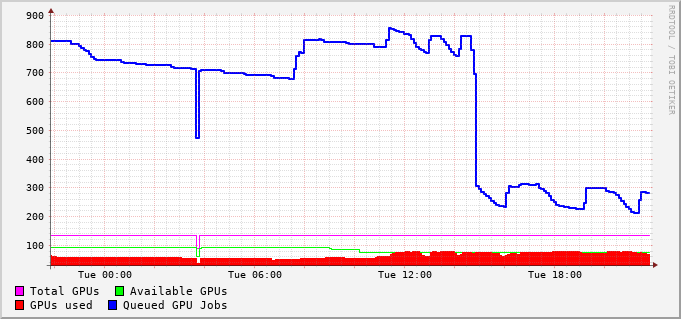 900
800
700
600
500
400
300
200
100
Tue 00:00 Tue 06:00 Tue 12:00 Tue 18:00
Total GPUs Available GPUs
GPUs used Queued GPU Jobs
RRDTOOL / TOBI OETIKER